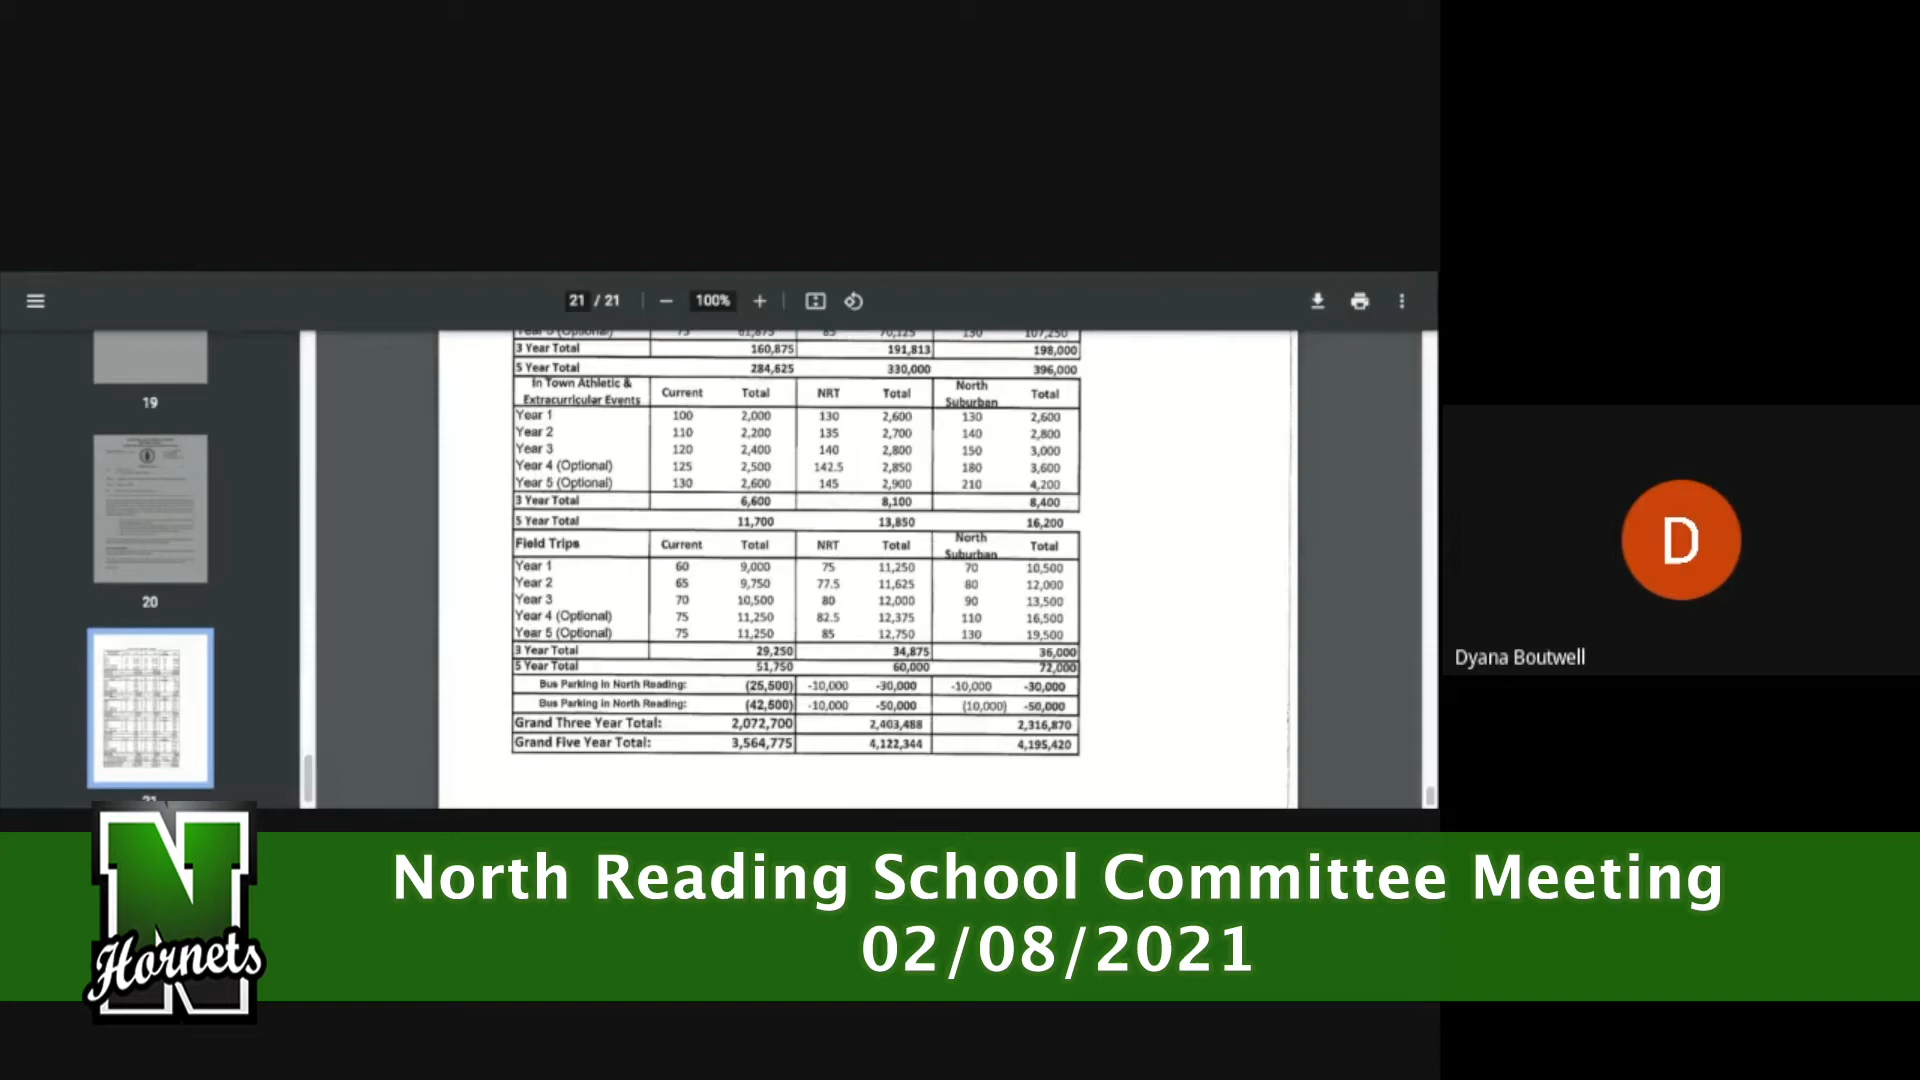 21 / 21 100%
19
20
21
Year 5 (Optional) 75 61,875 85 70,125 130 107,250
3 Year Total 160,875 191,813 198,000
5 Year Total 284,625 330,000 396,000
In Town Athletic & Extracurricular Events Current Total NRT Total North Suburban Total
Year 1 100 2,000 130 2,600 130 2,600
Year 2 110 2,200 135 2,700 140 2,800
Year 3 120 2,400 140 2,800 150 3,000
Year 4 (Optional) 125 2,500 142.5 2,850 180 3,600
Year 5 (Optional) 130 2,600 145 2,900 210 4,200
3 Year Total 6,600 8,100 8,400
5 Year Total 11,700 13,850 16,200
Field Trips Current Total NRT Total North Suburban Total
Year 1 60 9,000 75 11,250 70 10,500
Year 2 65 9,750 77.5 11,625 80 12,000
Year 3 70 10,500 80 12,000 90 13,500
Year 4 (Optional) 75 11,250 82.5 12,375 110 16,500
Year 5 (Optional) 75 11,250 85 12,750 130 19,500
3 Year Total 29,250 34,875 36,000
5 Year Total 51,750 60,000 72,000
Bus Parking in North Reading: (25,500) -10,000 -30,000 -10,000 -30,000
Bus Parking in North Reading: (42,500) -10,000 -50,000 (10,000) -50,000
Grand Three Year Total: 2,072,700 2,403,488 2,316,870
Grand Five Year Total: 3,564,775 4,122,344 4,195,420
D
Dyana Boutwell
N
Hornets
North Reading School Committee Meeting
02/08/2021